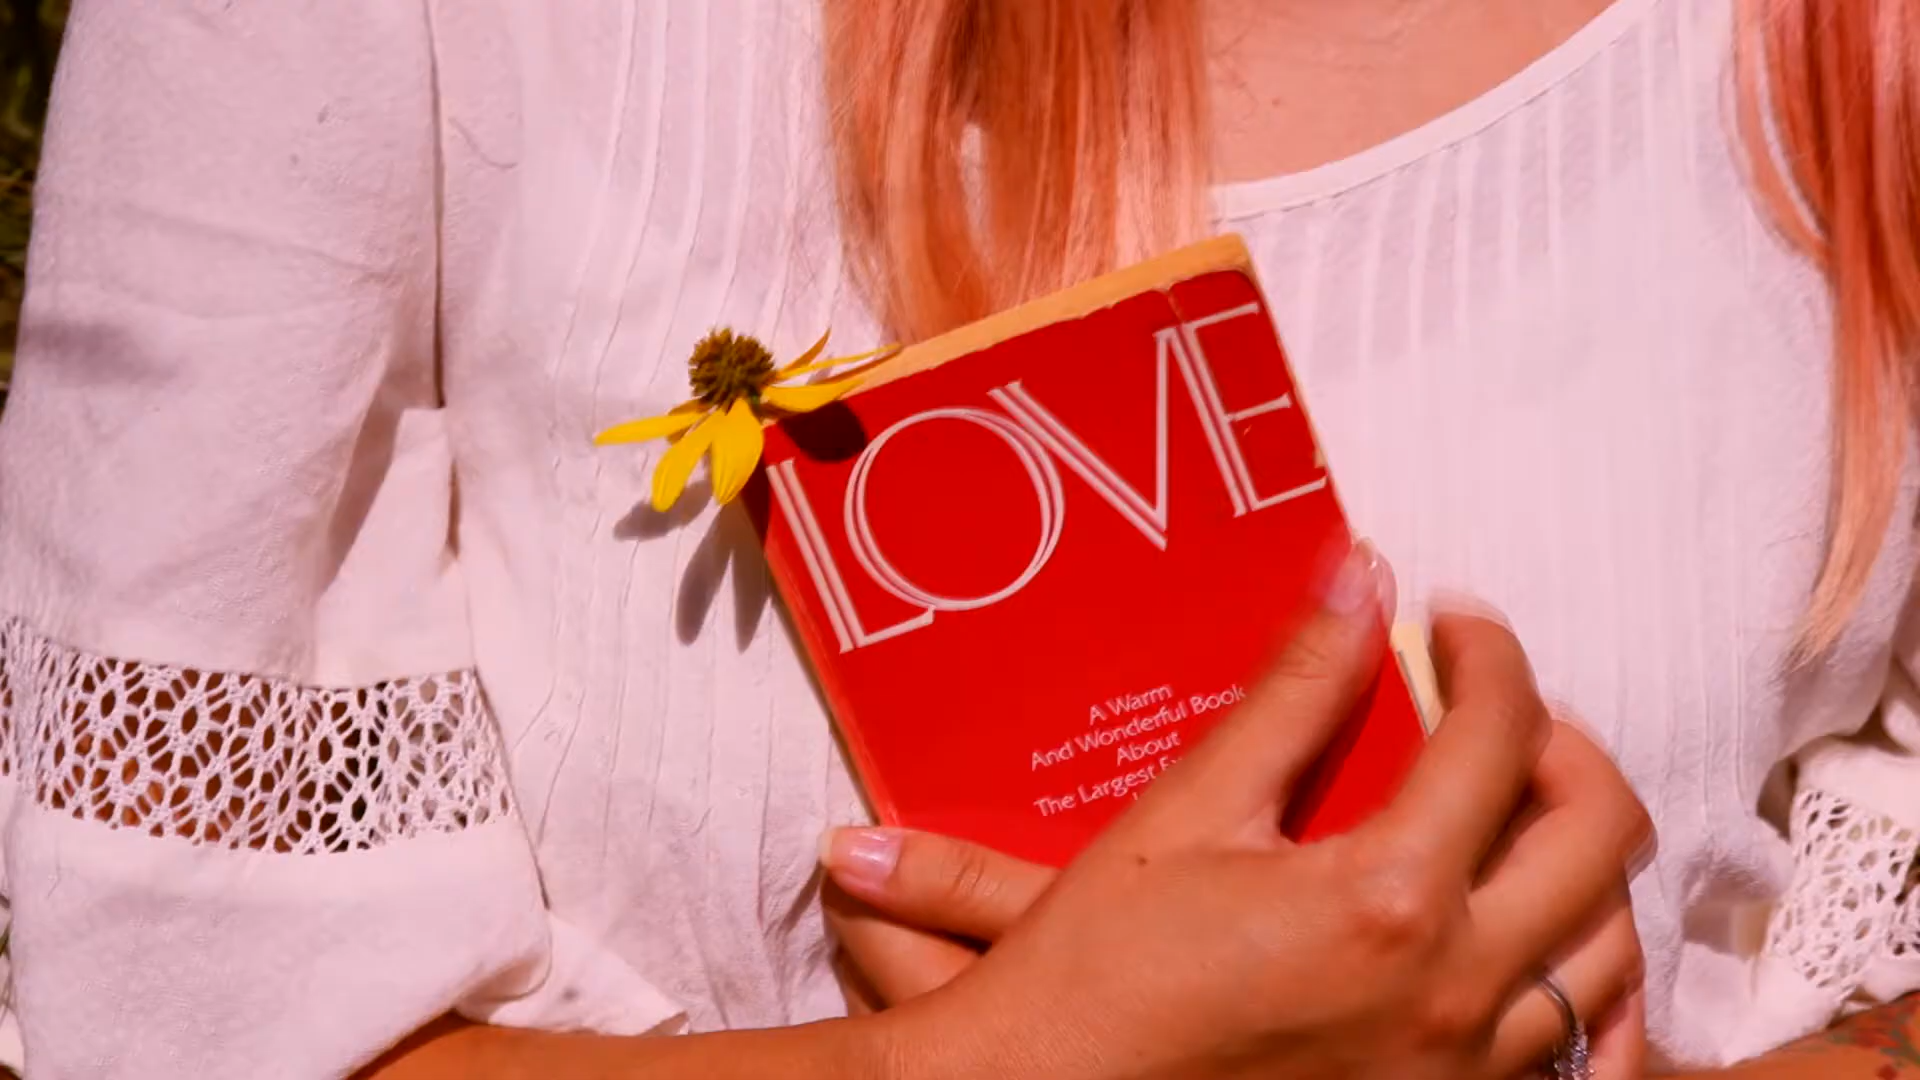 LOVE
A Warm
And Wonderful Book
About
The Largest